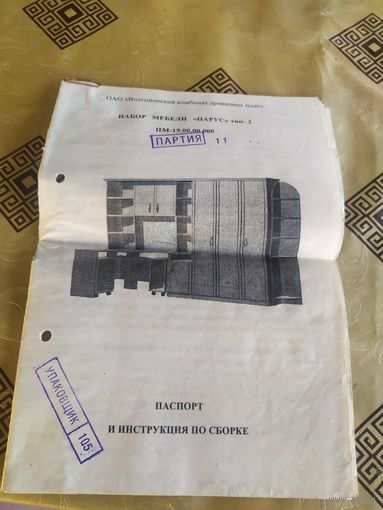 ОАО «Волгодонский комбинат древесных плит»
НАБОР МЕБЕЛИ «ПАРУС» тип-3
ПМ-19.00.00.000
ПАРТИЯ 11
УПАКОВЩИК 105
ПАСПОРТ
И ИНСТРУКЦИЯ ПО СБОРКЕ